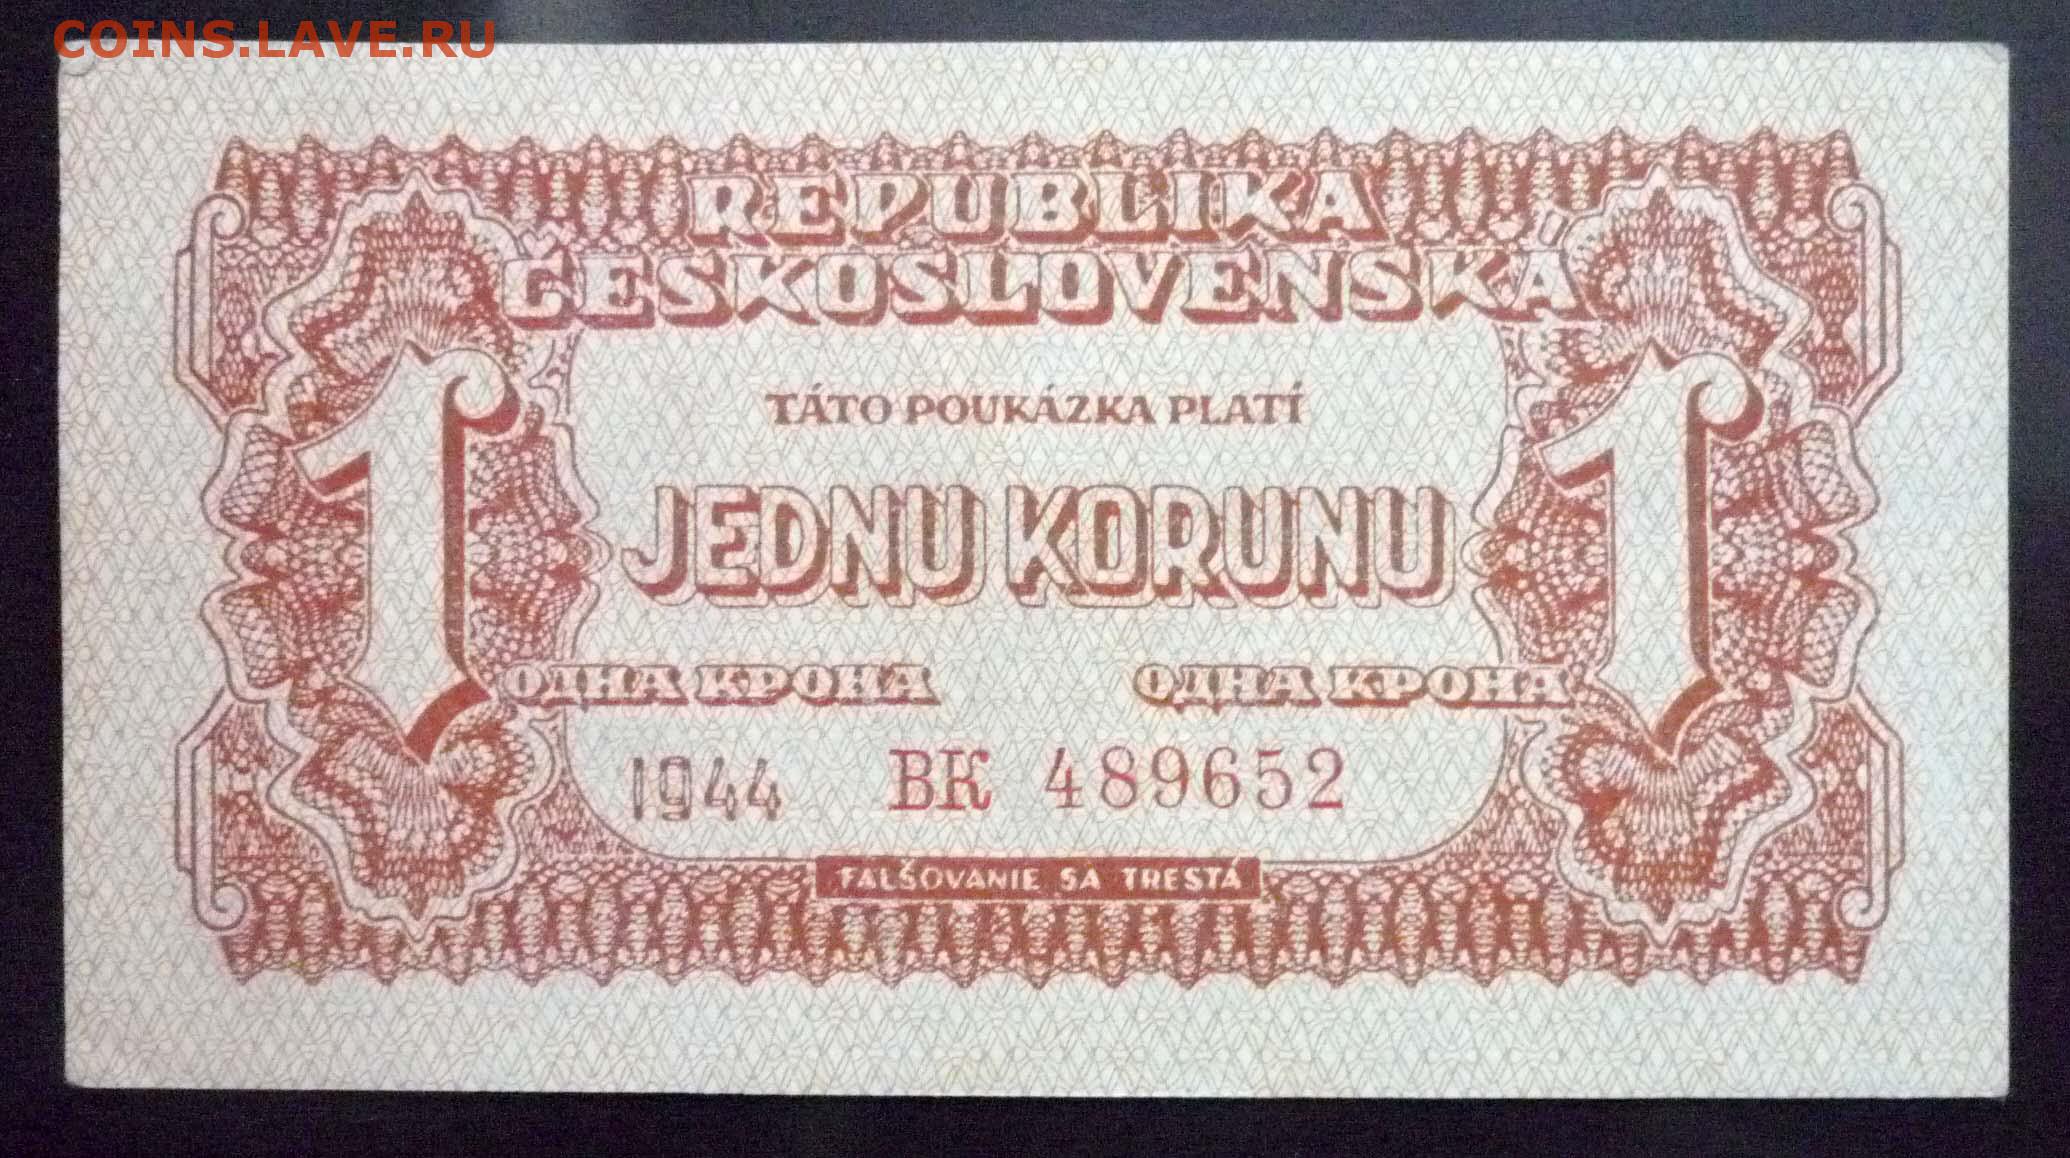 COINS.LAVE.RU
REPUBLIKA
ČESKOSLOVENSKÁ
TÁTO POUKÁZKA PLATÍ
JEDNU KORUNU
1 1
ОДНА КРОНА ОДНА КРОНА
1944 ВК 489652
FALŠOVANIE SA TRESTÁ